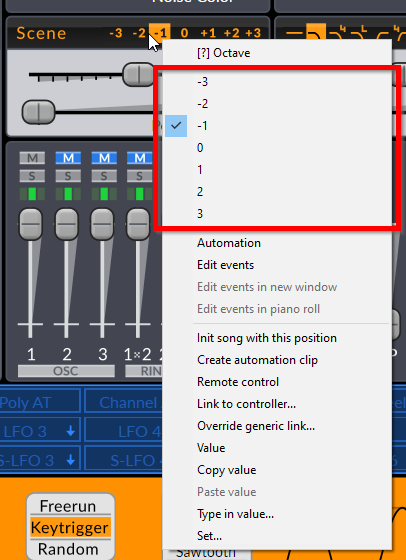 Noise Color
Scene -3 -2 -1 0 +1 +2 +3
[?] Octave
-3
-2
-1
0
1
2
3
Automation
Edit events
Edit events in new window
Edit events in piano roll
Init song with this position
Create automation clip
Remote control
Link to controller...
Override generic link...
Value
Copy value
Paste value
Type in value...
Set...
M M M M
S S S S
1 2 3 1×2 2
OSC RIN
Poly AT Channel
LFO 3 LFO 4
S-LFO 3 S-LFO 4
Freerun
Keytrigger
Random
Sawtooth